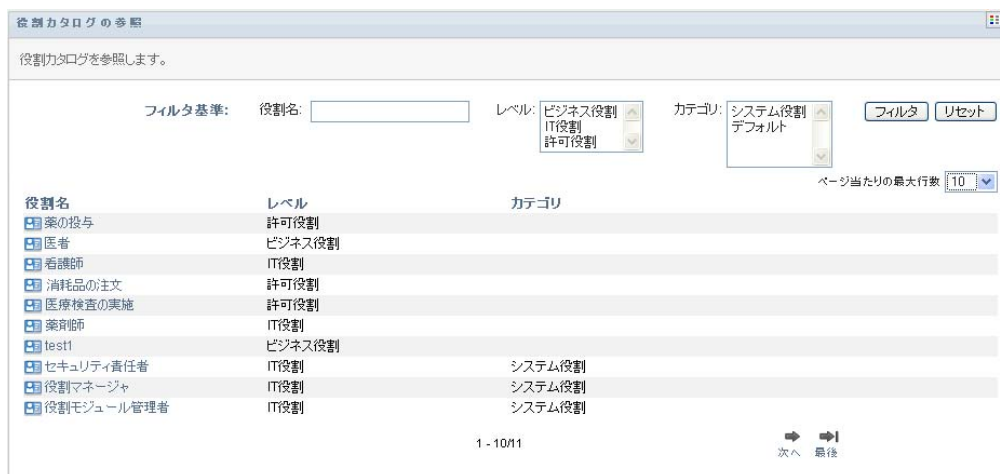 役割カタログの参照
役割カタログを参照します。
フィルタ基準: 役割名: レベル: ビジネス役割 IT役割 許可役割 カテゴリ: システム役割 デフォルト フィルタ リセット
ページ当たりの最大行数 10
役割名 レベル カテゴリ
薬の投与 許可役割
医者 ビジネス役割
看護師 IT役割
消耗品の注文 許可役割
医療検査の実施 許可役割
薬剤師 IT役割
test1 ビジネス役割
セキュリティ責任者 IT役割 システム役割
役割マネージャ IT役割 システム役割
役割モジュール管理者 IT役割 システム役割
1 - 10/11 次へ 最後